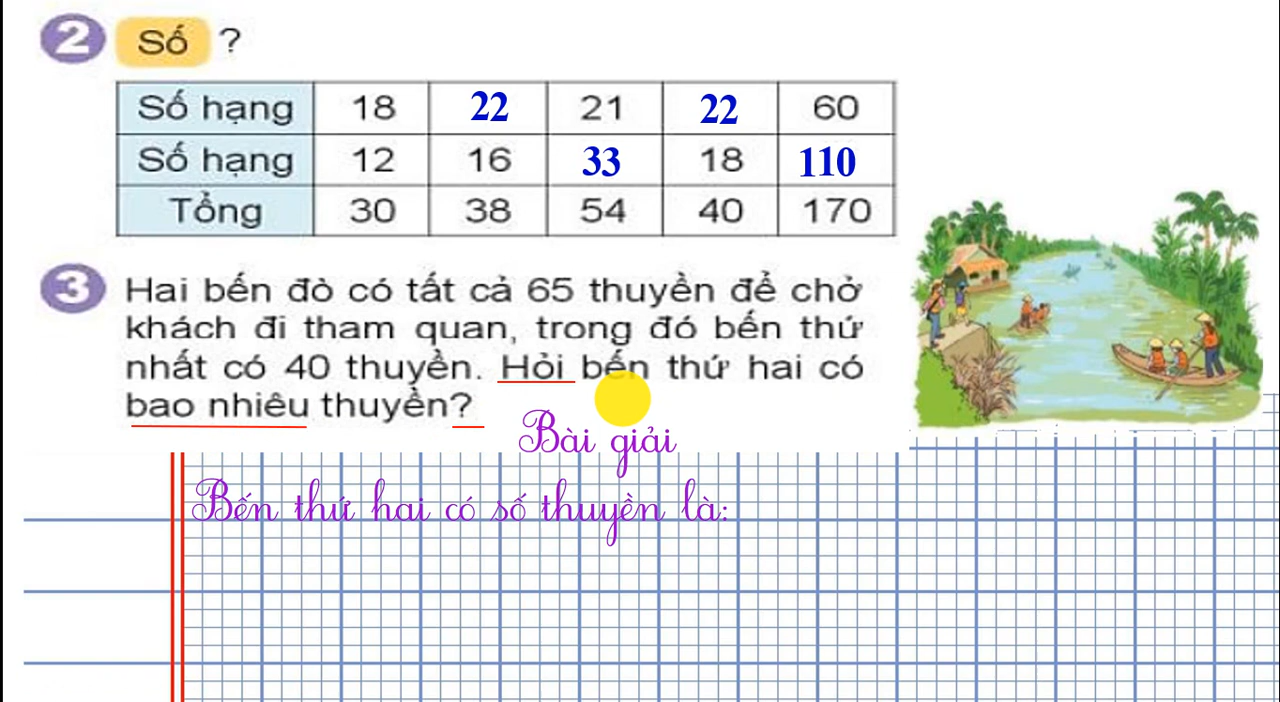 2 Số ?
Số hạng 18 22 21 22 60
Số hạng 12 16 33 18 110
Tổng 30 38 54 40 170
3 Hai bến đò có tất cả 65 thuyền để chở
khách đi tham quan, trong đó bến thứ
nhất có 40 thuyền. Hỏi bến thứ hai có
bao nhiêu thuyền?
Bài giải
Bến thứ hai có số thuyền là: